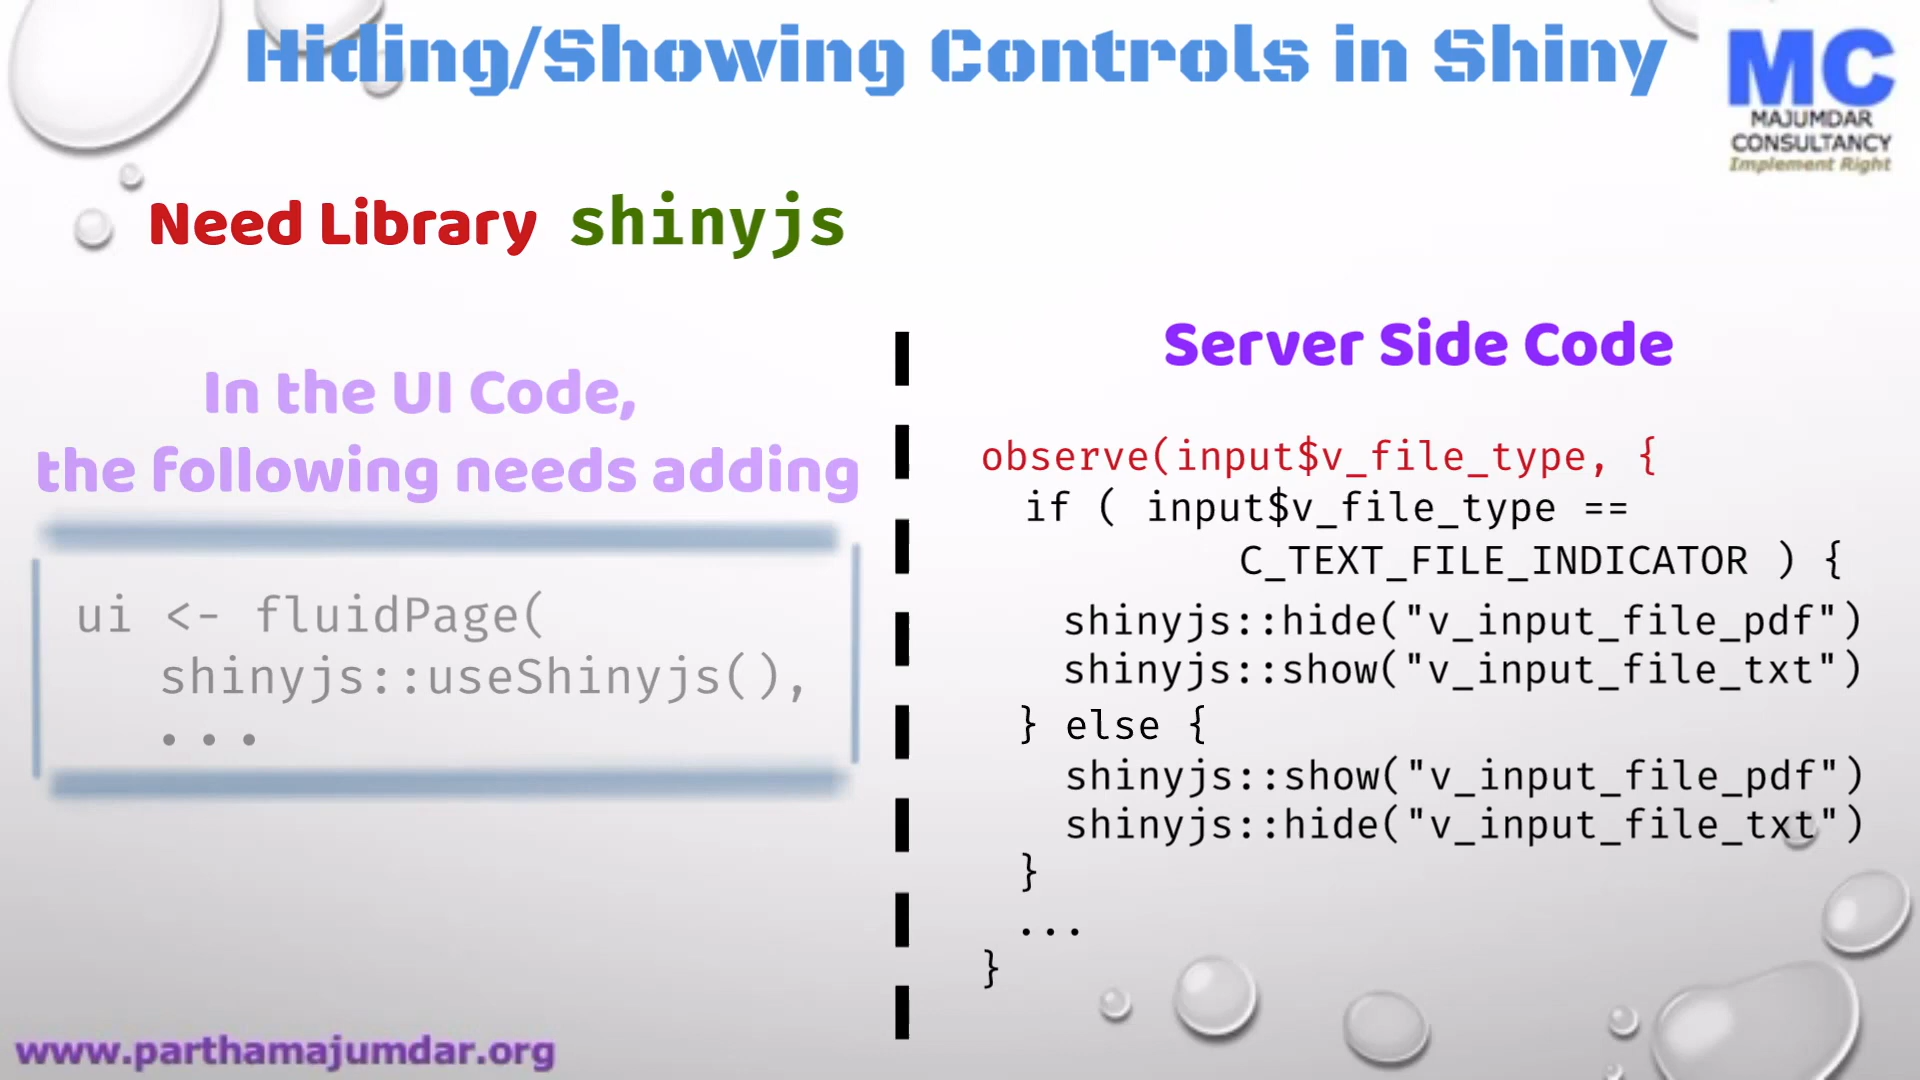 Hiding/Showing Controls in Shiny
MC
MAJUMDAR
CONSULTANCY
Implement Right
Need Library shinyjs
In the UI Code,
the following needs adding
ui <- fluidPage(
shinyjs::useShinyjs(),
...
Server Side Code
observe(input$v_file_type, {
if ( input$v_file_type ==
C_TEXT_FILE_INDICATOR ) {
shinyjs::hide("v_input_file_pdf")
shinyjs::show("v_input_file_txt")
} else {
shinyjs::show("v_input_file_pdf")
shinyjs::hide("v_input_file_txt")
}
...
}
www.parthamajumdar.org